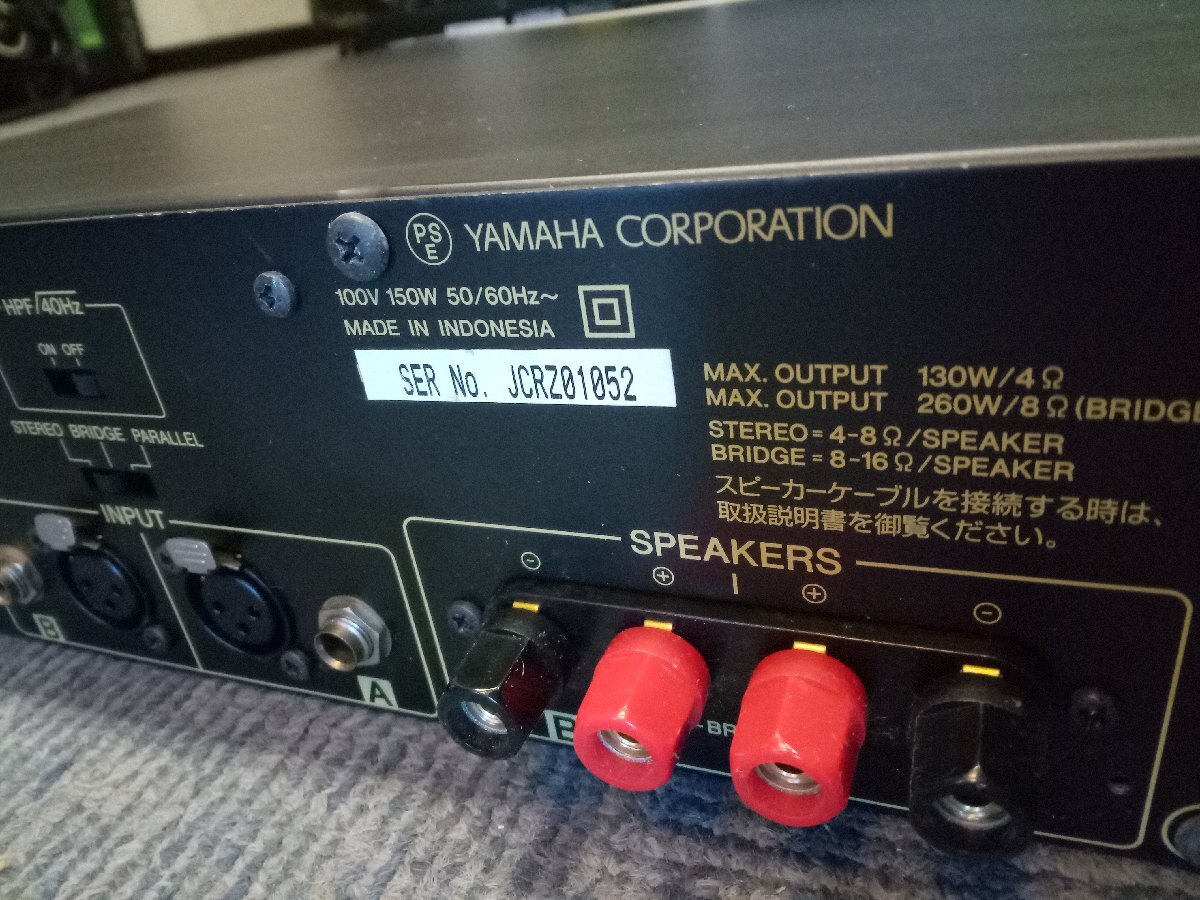 PSE YAMAHA CORPORATION
100V 150W 50/60Hz~
MADE IN INDONESIA
SER No. JCRZ01052
HPF/40Hz
ON OFF
STEREO BRIDGE PARALLEL
INPUT
B
A
MAX. OUTPUT 130W/4Ω
MAX. OUTPUT 260W/8Ω (BRIDGE
STEREO=4-8Ω/SPEAKER
BRIDGE=8-16Ω/SPEAKER
スピーカーケーブルを接続する時は、
取扱説明書を御覧ください。
SPEAKERS
⊖ ⊕ ⊕ ⊖
B
-BR